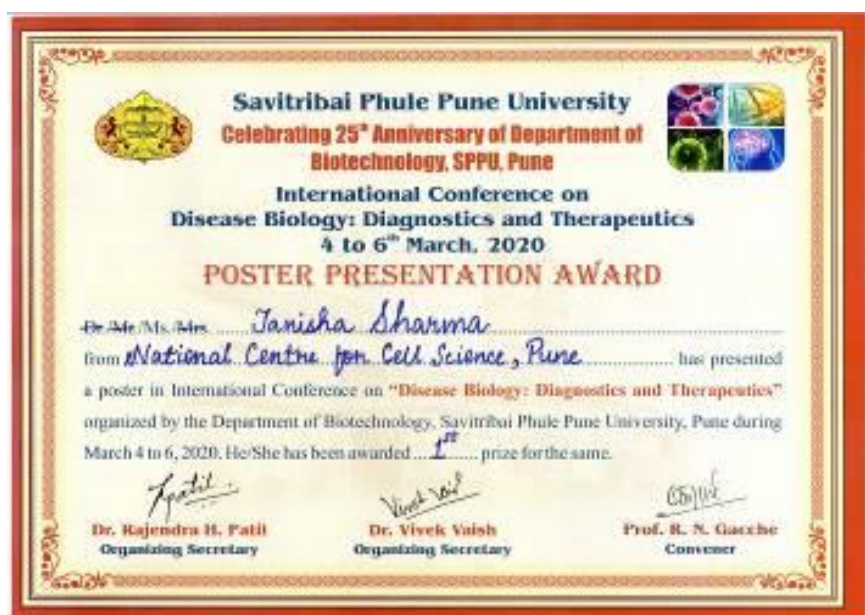 Savitribai Phule Pune University
Celebrating 25th Anniversary of Department of
Biotechnology, SPPU, Pune
International Conference on
Disease Biology: Diagnostics and Therapeutics
4 to 6th March, 2020
POSTER PRESENTATION AWARD
Dr./Mr./Ms./Mrs. Tanisha Sharma
from National Centre for Cell Science, Pune has presented
a poster in International Conference on "Disease Biology: Diagnostics and Therapeutics"
organized by the Department of Biotechnology, Savitribai Phule Pune University, Pune during
March 4 to 6, 2020. He/She has been awarded 1st prize for the same.
Vivek Vaish
Dr. Rajendra H. Patil Dr. Vivek Vaish Prof. R. N. Gacche
Organizing Secretary Organizing Secretary Convener